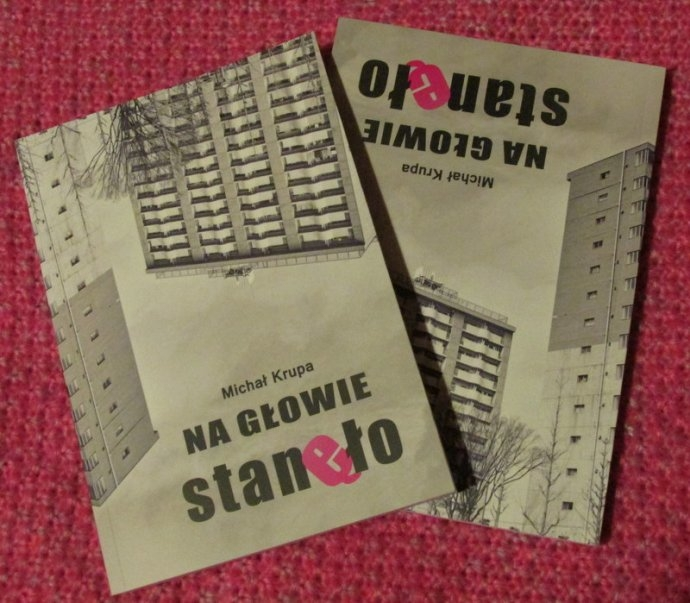 Michał Krupa
NA GŁOWIE
stanęło
Michał Krupa
NA GŁOWIE
stanęło